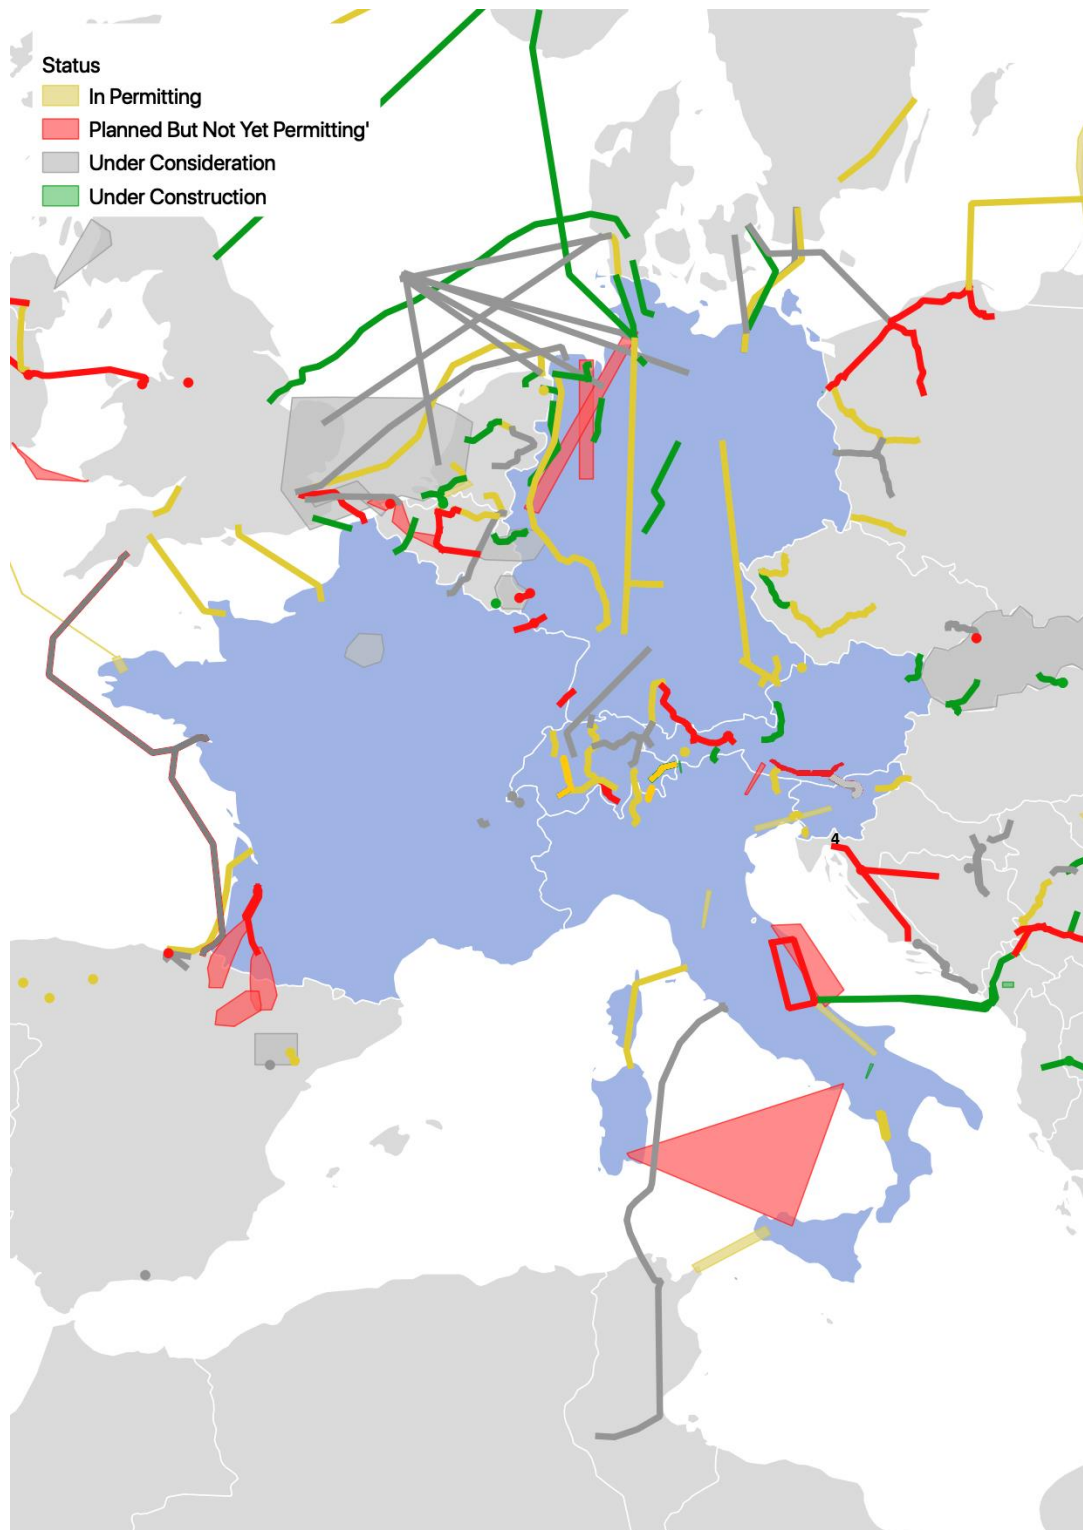 Status
In Permitting
Planned But Not Yet Permitting'
Under Consideration
Under Construction
4